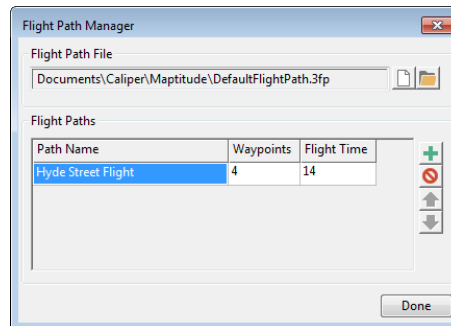 Flight Path Manager
Flight Path File
Documents\Caliper\Maptitude\DefaultFlightPath.3fp
Flight Paths
Path Name Waypoints Flight Time
Hyde Street Flight 4 14
Done